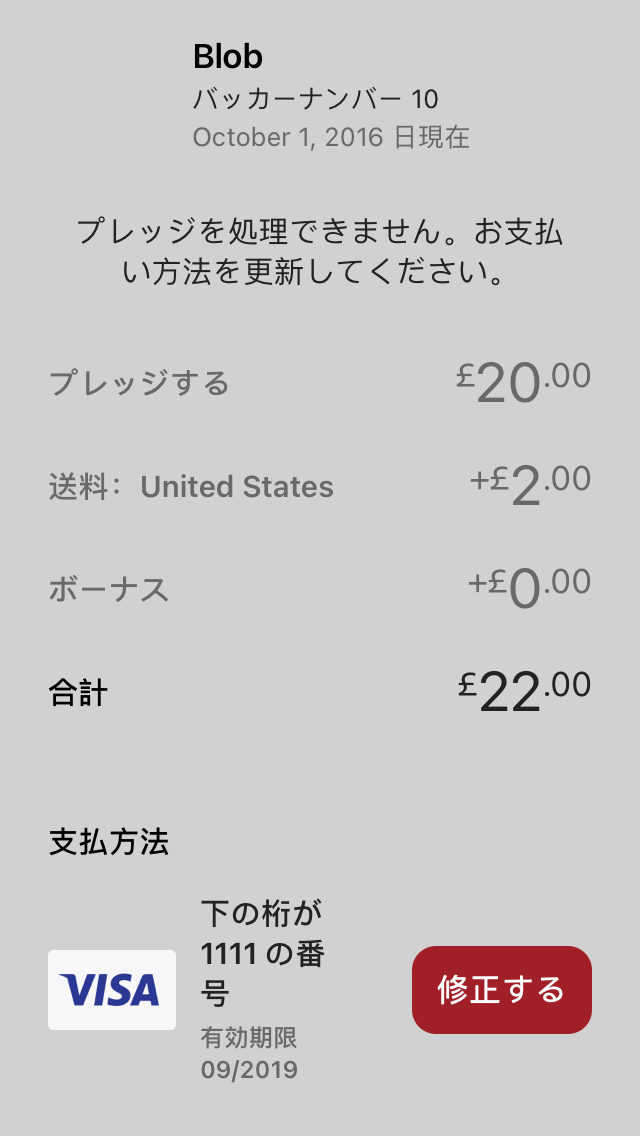 Blob
バッカーナンバー 10
October 1, 2016 日現在
プレッジを処理できません。お支払
い方法を更新してください。
プレッジする £20.00
送料： United States +£2.00
ボーナス +£0.00
合計 £22.00
支払方法
下の桁が
1111 の番
号
VISA
修正する
有効期限
09/2019